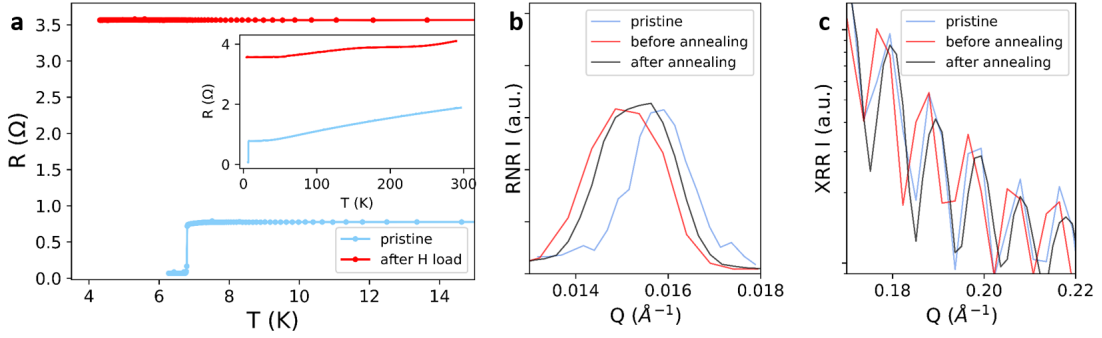 a
R (Ω)
3.5
3.0
2.5
2.0
1.5
1.0
0.5
0.0
4
6
8
10
12
14
T (K)
R (Ω)
4
2
0
0
100
200
300
T (K)
pristine
after H load
b
RNR I (a.u.)
pristine
before annealing
after annealing
0.014
0.016
0.018
Q (Å⁻¹)
c
XRR I (a.u.)
pristine
before annealing
after annealing
0.18
0.20
0.22
Q (Å⁻¹)